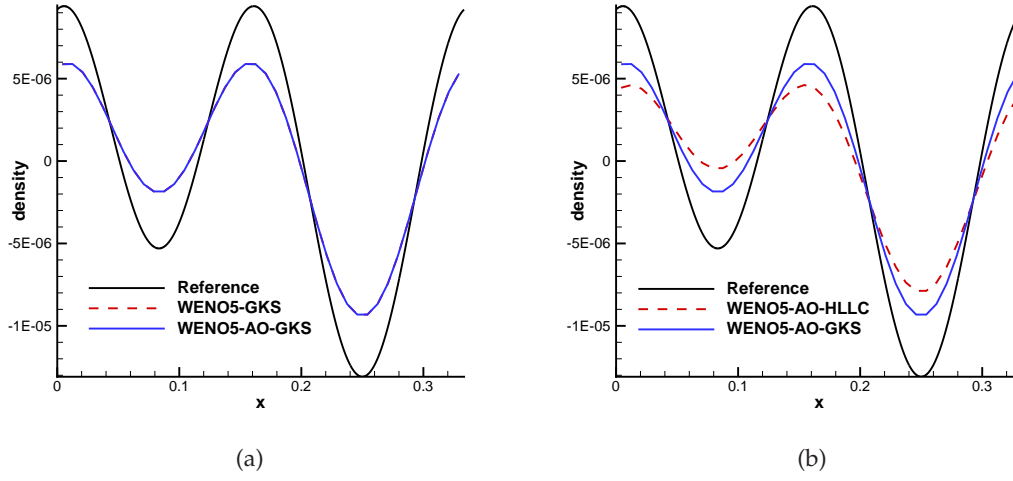 density
5E-06
0
-5E-06
-1E-05
Reference
WENO5-GKS
WENO5-AO-GKS
0
0.1
0.2
0.3
x
(a)
density
5E-06
0
-5E-06
-1E-05
Reference
WENO5-AO-HLLC
WENO5-AO-GKS
0
0.1
0.2
0.3
x
(b)